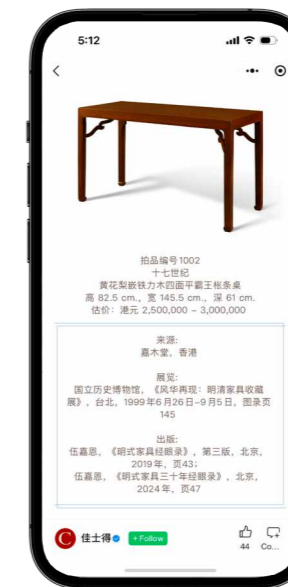 5:12
拍品编号1002
十七世纪
黄花梨嵌铁力木四面平霸王枨条桌
高 82.5 cm., 宽 145.5 cm., 深 61 cm.
估价：港元 2,500,000 – 3,000,000
来源:
嘉木堂，香港
展览:
国立历史博物馆，《风华再现：明清家具收藏
展》，台北，1999年6月26日-9月5日，图录页
145
出版:
伍嘉恩，《明式家具经眼录》，第三版，北京，
2019年，页43；
伍嘉恩，《明式家具三十年经眼录》，北京，
2024年，页47
C 佳士得 +Follow
44 Co...